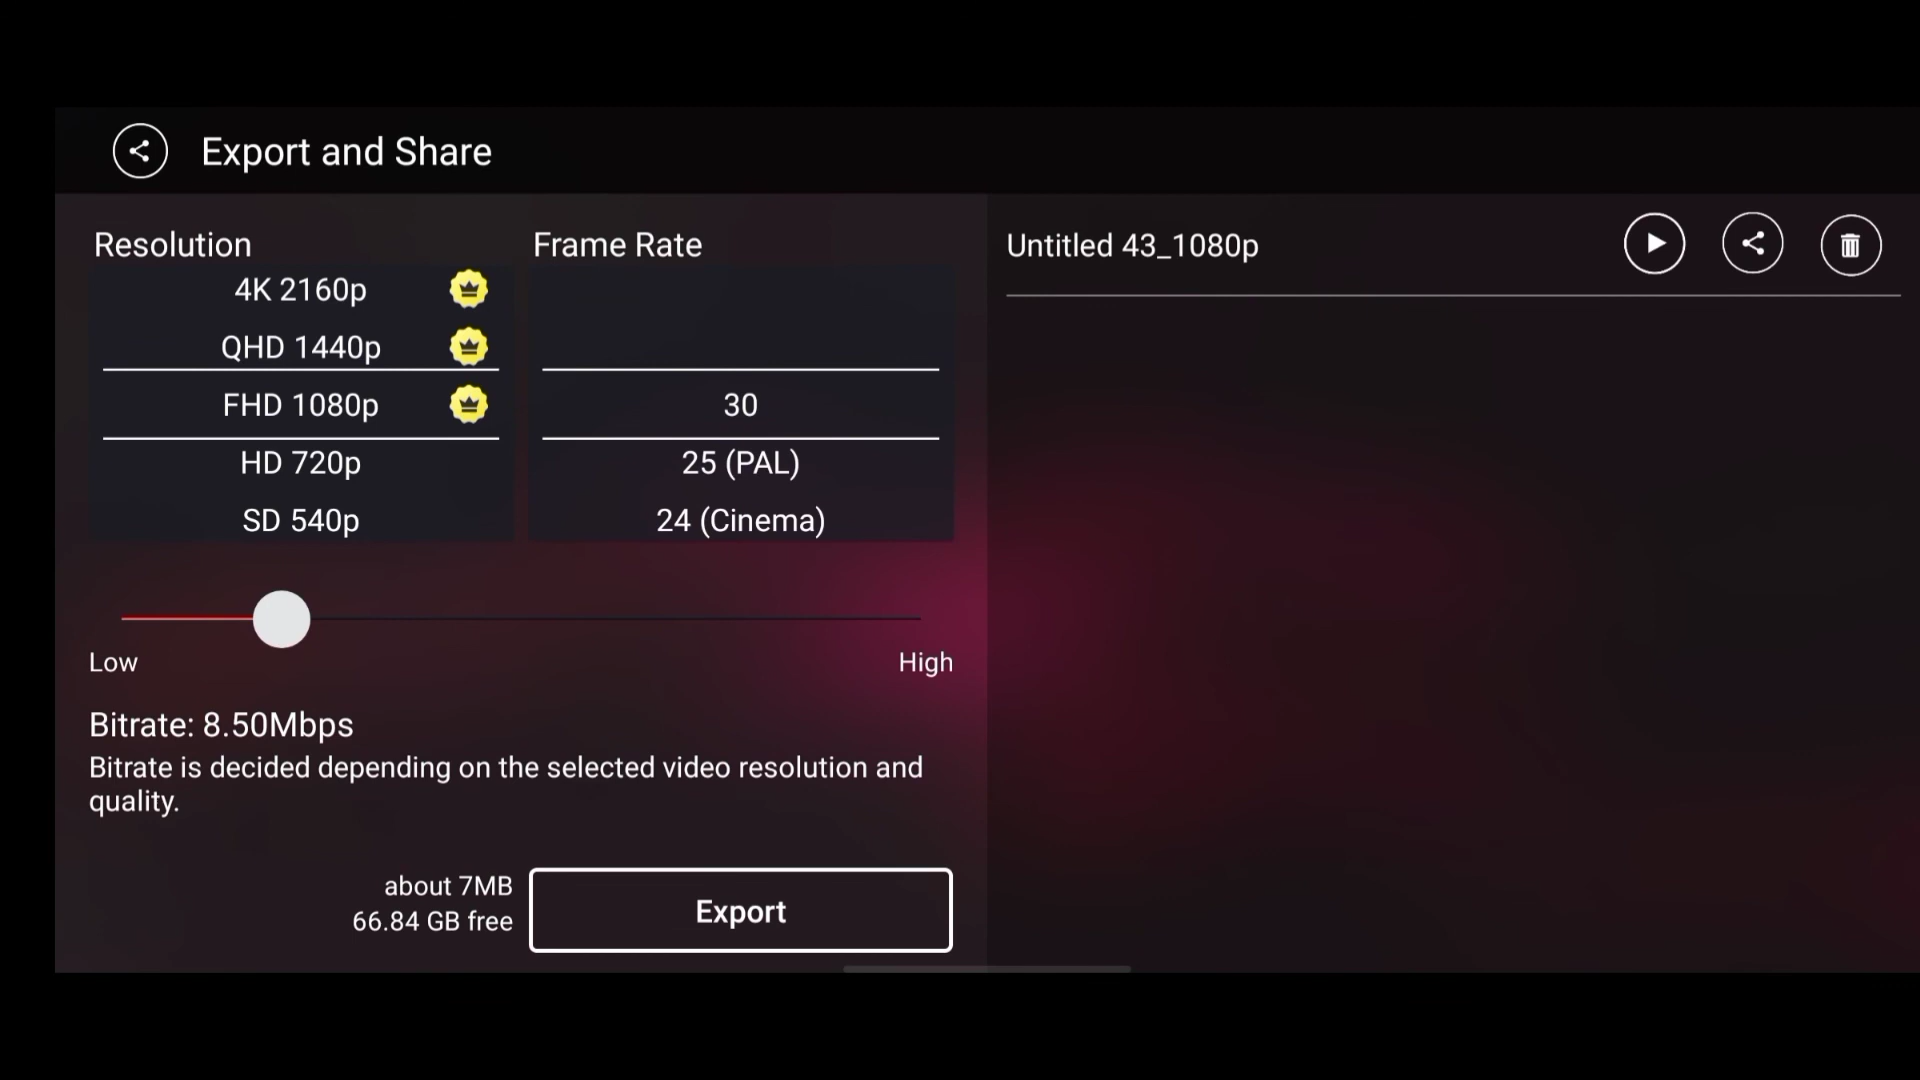 Export and Share
Resolution
4K 2160p
QHD 1440p
FHD 1080p
HD 720p
SD 540p
Frame Rate
30
25 (PAL)
24 (Cinema)
Low
High
Bitrate: 8.50Mbps
Bitrate is decided depending on the selected video resolution and
quality.
about 7MB
66.84 GB free
Export
Untitled 43_1080p